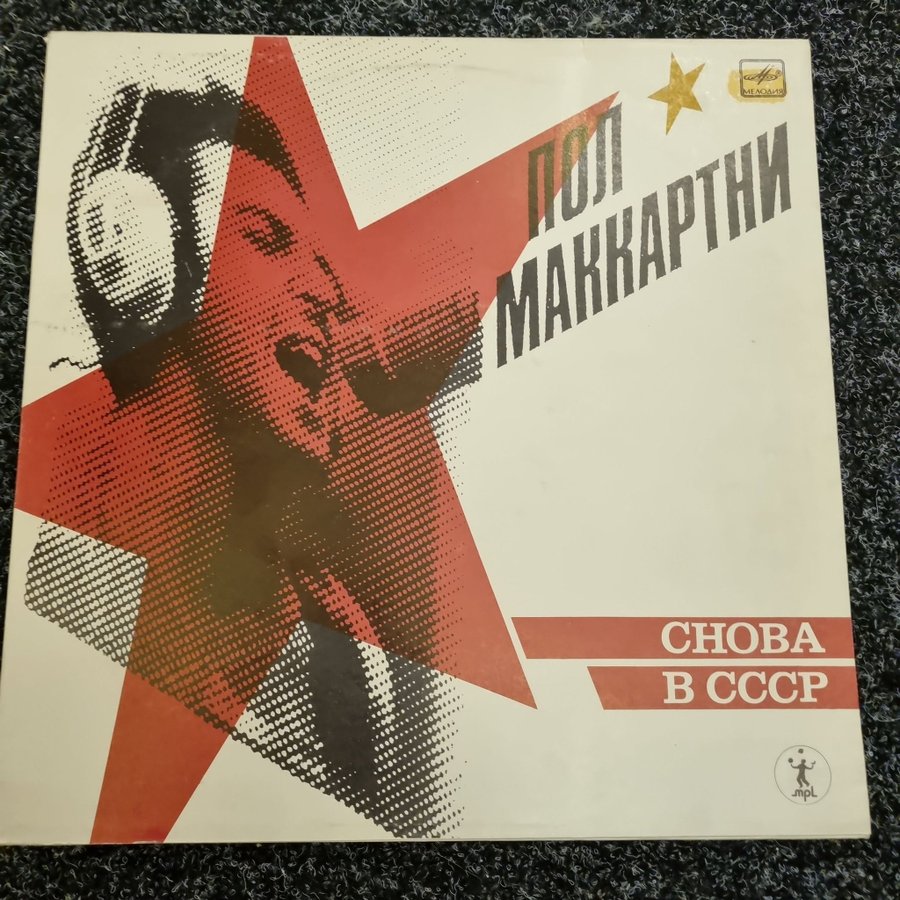 МЕЛОДИЯ
ПОЛ
МАККАРТНИ
СНОВА
В СССР
mpl